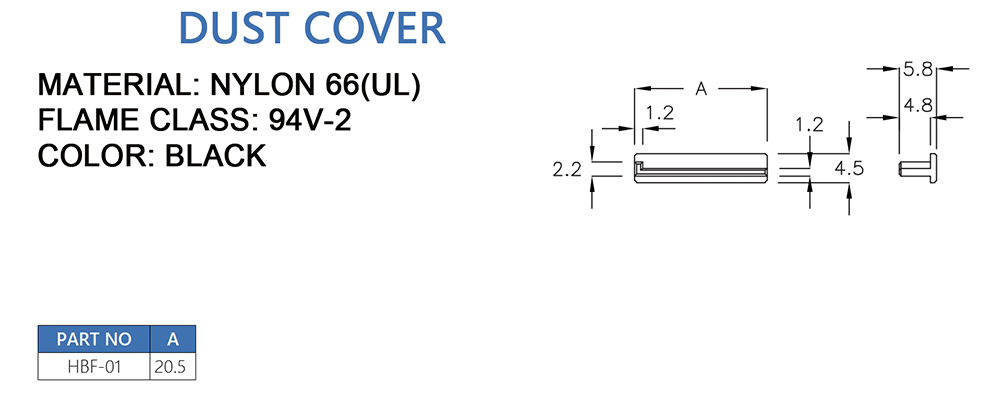 DUST COVER
MATERIAL: NYLON 66(UL)
FLAME CLASS: 94V-2
COLOR: BLACK
5.8
A
4.8
1.2
1.2
2.2
4.5
PART NO A
HBF-01 20.5